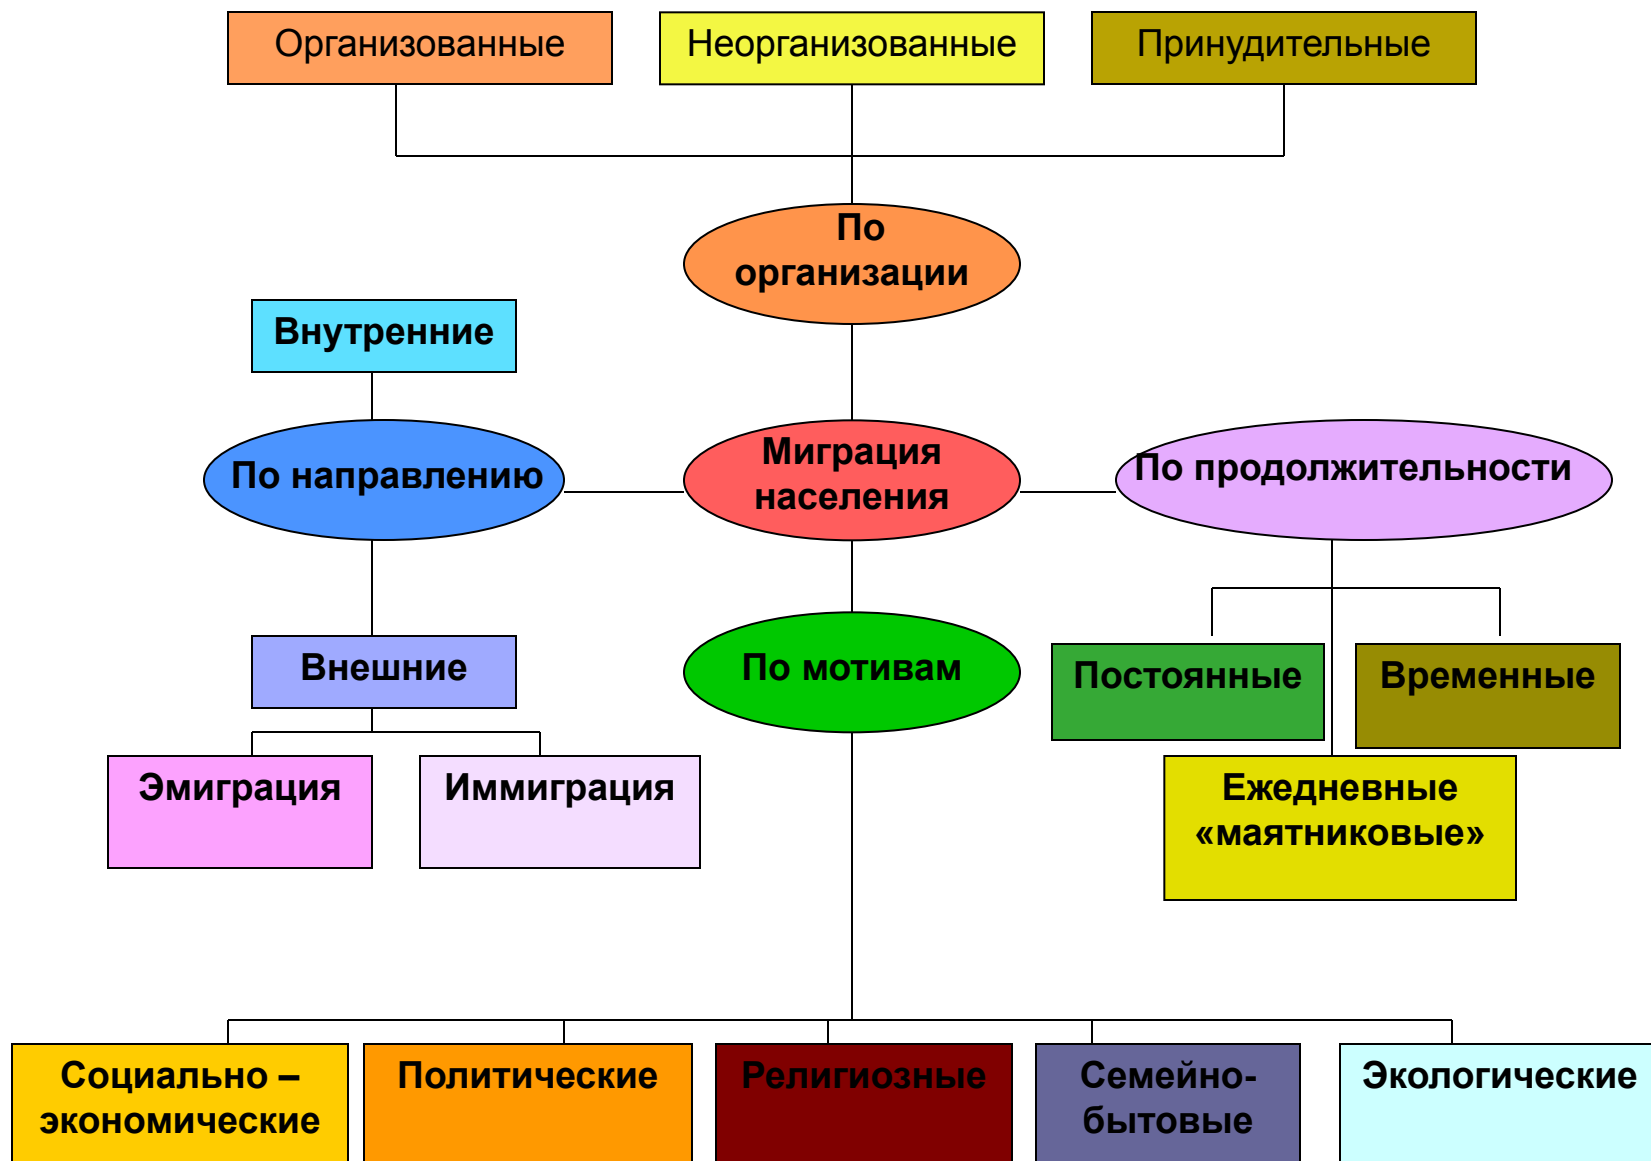 Организованные
Неорганизованные
Принудительные
По
организации
Внутренние
По направлению
Миграция
населения
По продолжительности
Внешние
По мотивам
Постоянные
Временные
Эмиграция
Иммиграция
Ежедневные
«маятниковые»
Социально –
экономические
Политические
Религиозные
Семейно-
бытовые
Экологические